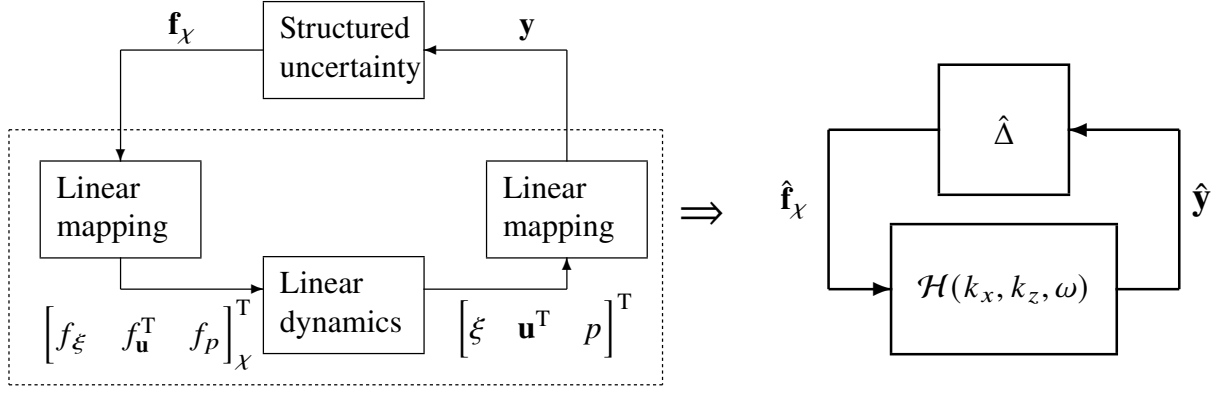 f_χ
Structured
uncertainty
y
Linear
mapping
Linear
mapping
Linear
dynamics
[f_ξ f_u^T f_p]_χ^T
[ξ u^T p]^T
⇒
Δ̂
f̂_χ
ŷ
ℋ(k_x, k_z, ω)